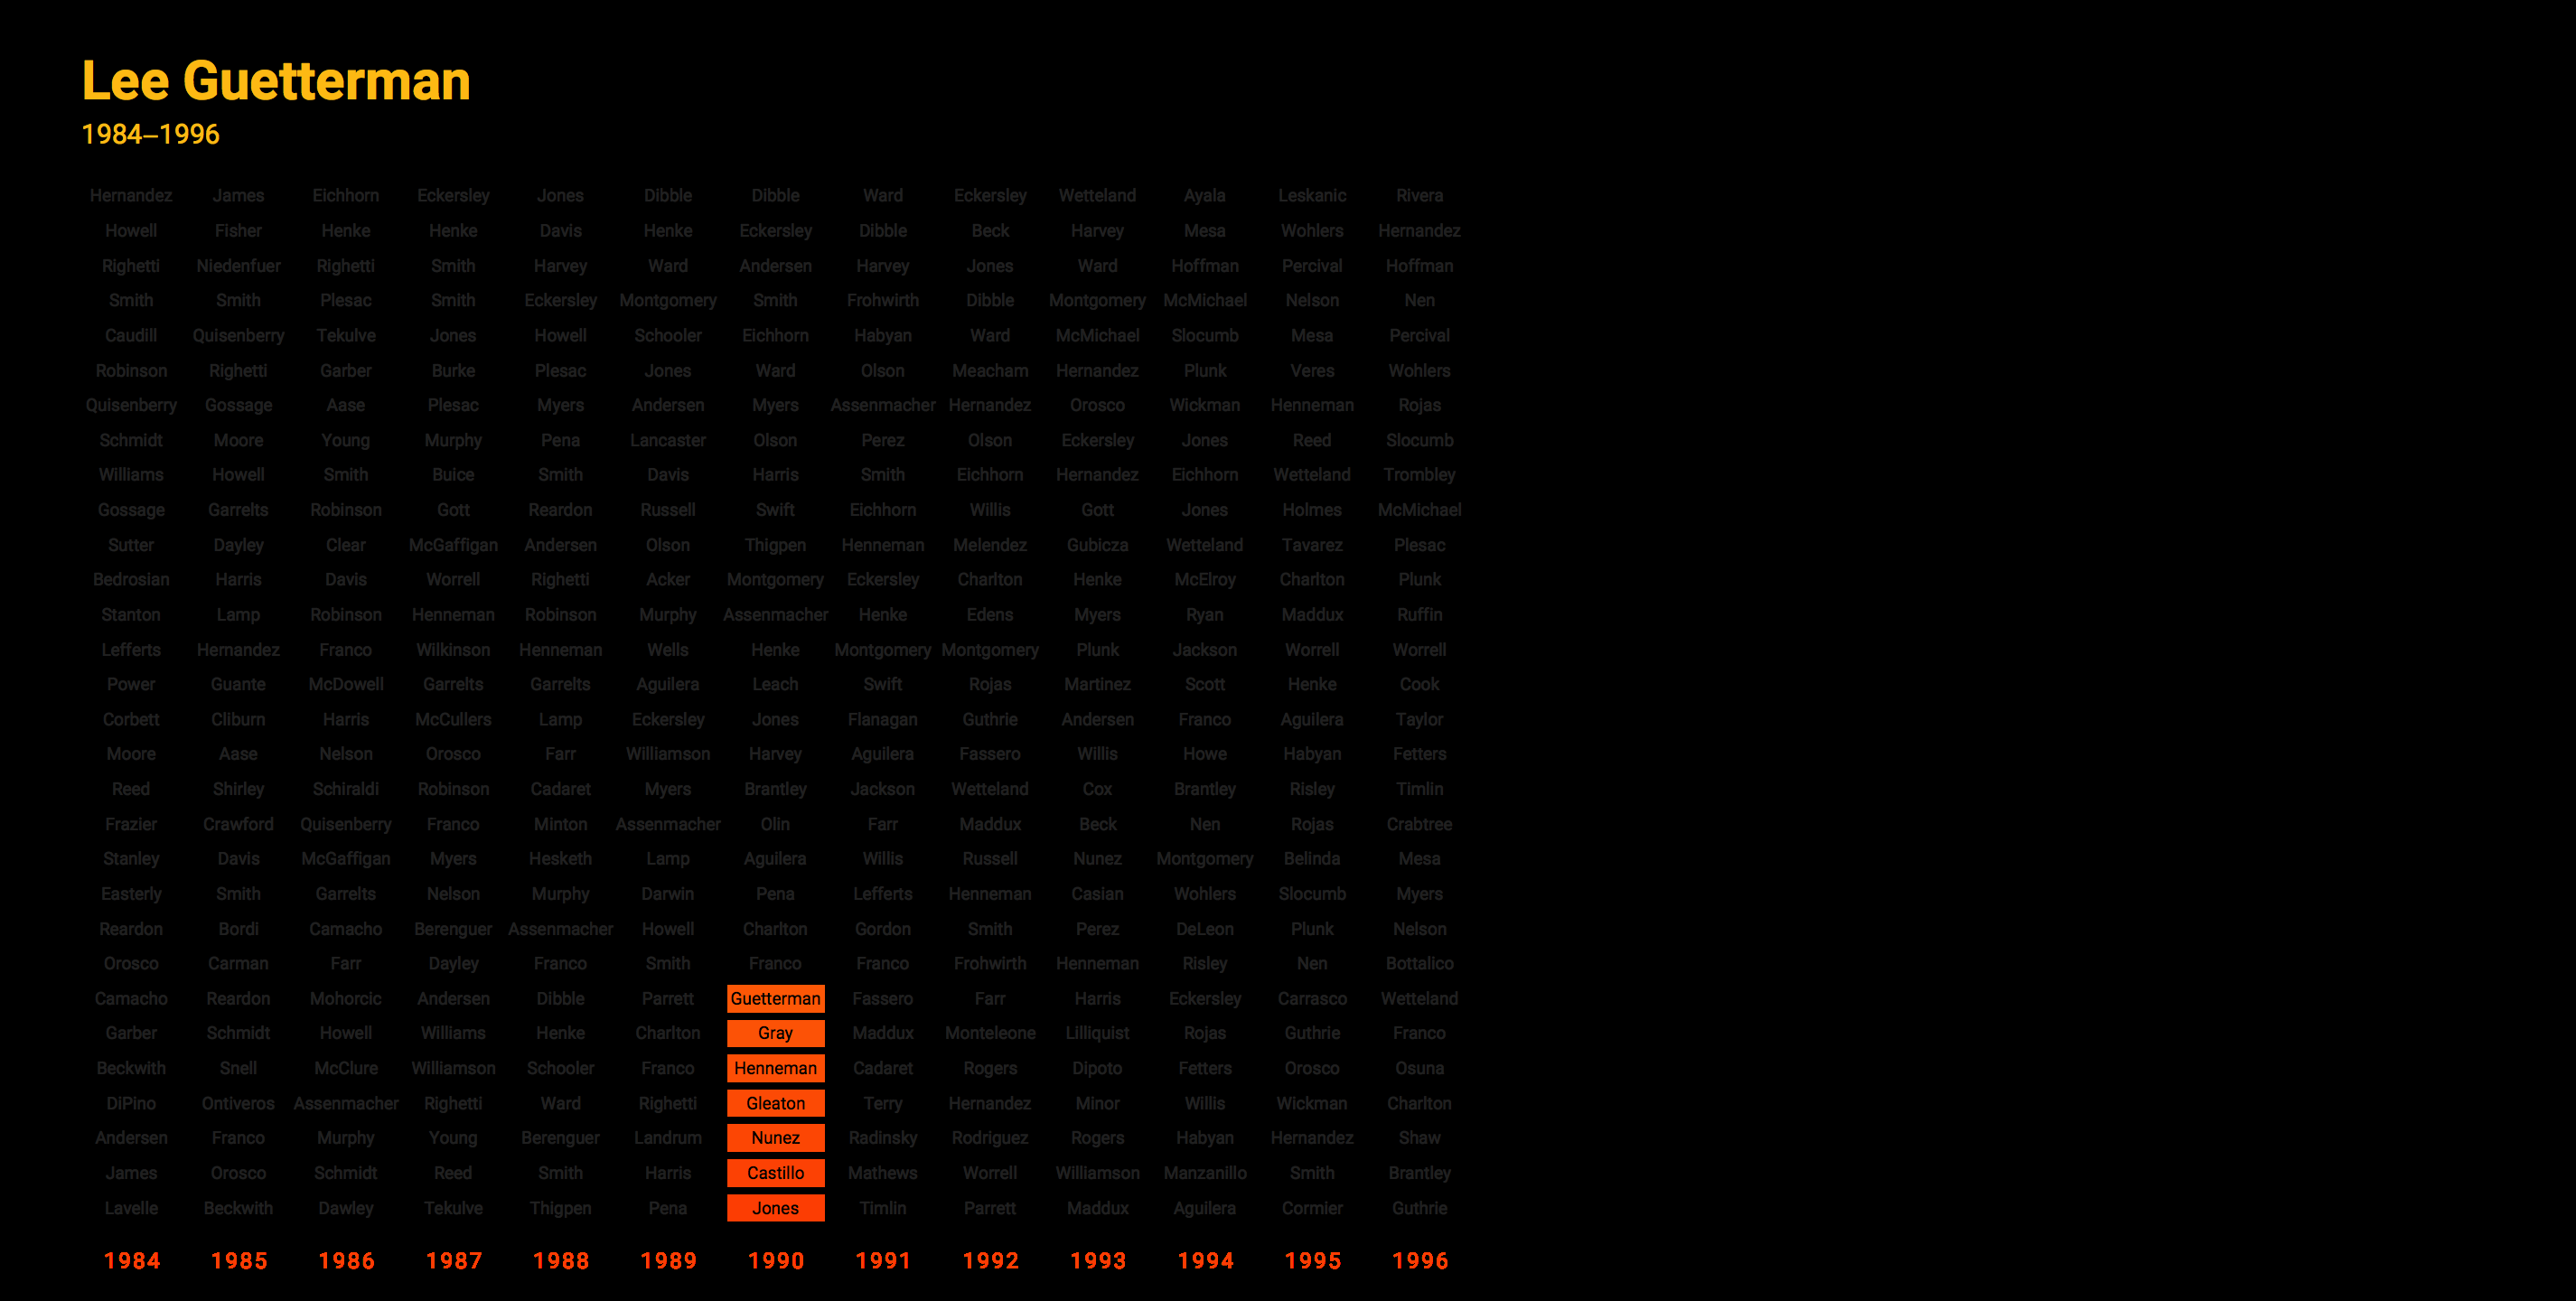 Lee Guetterman
1984–1996
Hernandez James Eichhorn Eckersley Jones Dibble Dibble Ward Eckersley Wetteland Ayala Leskanic Rivera
Howell Fisher Henke Henke Davis Henke Eckersley Dibble Beck Harvey Mesa Wohlers Hernandez
Righetti Niedenfuer Righetti Smith Harvey Ward Andersen Harvey Jones Ward Hoffman Percival Hoffman
Smith Smith Plesac Smith Eckersley Montgomery Smith Frohwirth Dibble Montgomery McMichael Nelson Nen
Caudill Quisenberry Tekulve Jones Howell Schooler Eichhorn Habyan Ward McMichael Slocumb Mesa Percival
Robinson Righetti Garber Burke Plesac Jones Ward Olson Meacham Hernandez Plunk Veres Wohlers
Quisenberry Gossage Aase Plesac Myers Andersen Myers Assenmacher Hernandez Orosco Wickman Henneman Rojas
Schmidt Moore Young Murphy Pena Lancaster Olson Perez Olson Eckersley Jones Reed Slocumb
Williams Howell Smith Buice Smith Davis Harris Smith Eichhorn Hernandez Eichhorn Wetteland Trombley
Gossage Garrelts Robinson Gott Reardon Russell Swift Eichhorn Willis Gott Jones Holmes McMichael
Sutter Dayley Clear McGaffigan Andersen Olson Thigpen Henneman Melendez Gubicza Wetteland Tavarez Plesac
Bedrosian Harris Davis Worrell Righetti Acker Montgomery Eckersley Charlton Henke McElroy Charlton Plunk
Stanton Lamp Robinson Henneman Robinson Murphy Assenmacher Henke Edens Myers Ryan Maddux Ruffin
Lefferts Hernandez Franco Wilkinson Henneman Wells Henke Montgomery Montgomery Plunk Jackson Worrell Worrell
Power Guante McDowell Garrelts Garrelts Aguilera Leach Swift Rojas Martinez Scott Henke Cook
Corbett Cliburn Harris McCullers Lamp Eckersley Jones Flanagan Guthrie Andersen Franco Aguilera Taylor
Moore Aase Nelson Orosco Farr Williamson Harvey Aguilera Fassero Willis Howe Habyan Fetters
Reed Shirley Schiraldi Robinson Cadaret Myers Brantley Jackson Wetteland Cox Brantley Risley Timlin
Frazier Crawford Quisenberry Franco Minton Assenmacher Olin Farr Maddux Beck Nen Rojas Crabtree
Stanley Davis McGaffigan Myers Hesketh Lamp Aguilera Willis Russell Nunez Montgomery Belinda Mesa
Easterly Smith Garrelts Nelson Murphy Darwin Pena Lefferts Henneman Casian Wohlers Slocumb Myers
Reardon Bordi Camacho Berenguer Assenmacher Howell Charlton Gordon Smith Perez DeLeon Plunk Nelson
Orosco Carman Farr Dayley Franco Smith Franco Franco Frohwirth Henneman Risley Nen Bottalico
Camacho Reardon Mohorcic Andersen Dibble Parrett Guetterman Fassero Farr Harris Eckersley Carrasco Wetteland
Garber Schmidt Howell Williams Henke Charlton Gray Maddux Monteleone Lilliquist Rojas Guthrie Franco
Beckwith Snell McClure Williamson Schooler Franco Henneman Cadaret Rogers Dipoto Fetters Orosco Osuna
DiPino Ontiveros Assenmacher Righetti Ward Righetti Gleaton Terry Hernandez Minor Willis Wickman Charlton
Andersen Franco Murphy Young Berenguer Landrum Nunez Radinsky Rodriguez Rogers Habyan Hernandez Shaw
James Orosco Schmidt Reed Smith Harris Castillo Mathews Worrell Williamson Manzanillo Smith Brantley
Lavelle Beckwith Dawley Tekulve Thigpen Pena Jones Timlin Parrett Maddux Aguilera Cormier Guthrie
1984 1985 1986 1987 1988 1989 1990 1991 1992 1993 1994 1995 1996